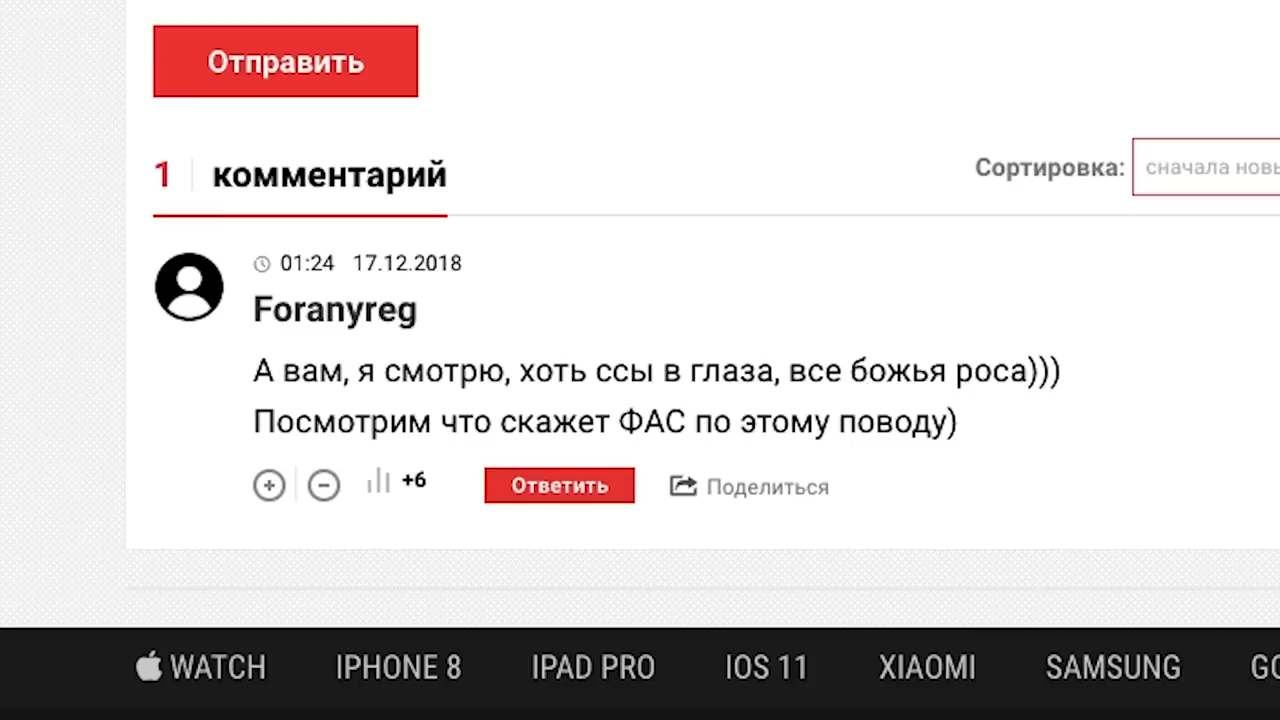 Отправить
1 комментарий
Сортировка: сначала новы
01:24 17.12.2018
Foranyreg
А вам, я смотрю, хоть ссы в глаза, все божья роса)))
Посмотрим что скажет ФАС по этому поводу)
+6 Ответить Поделиться
WATCH IPHONE 8 IPAD PRO IOS 11 XIAOMI SAMSUNG